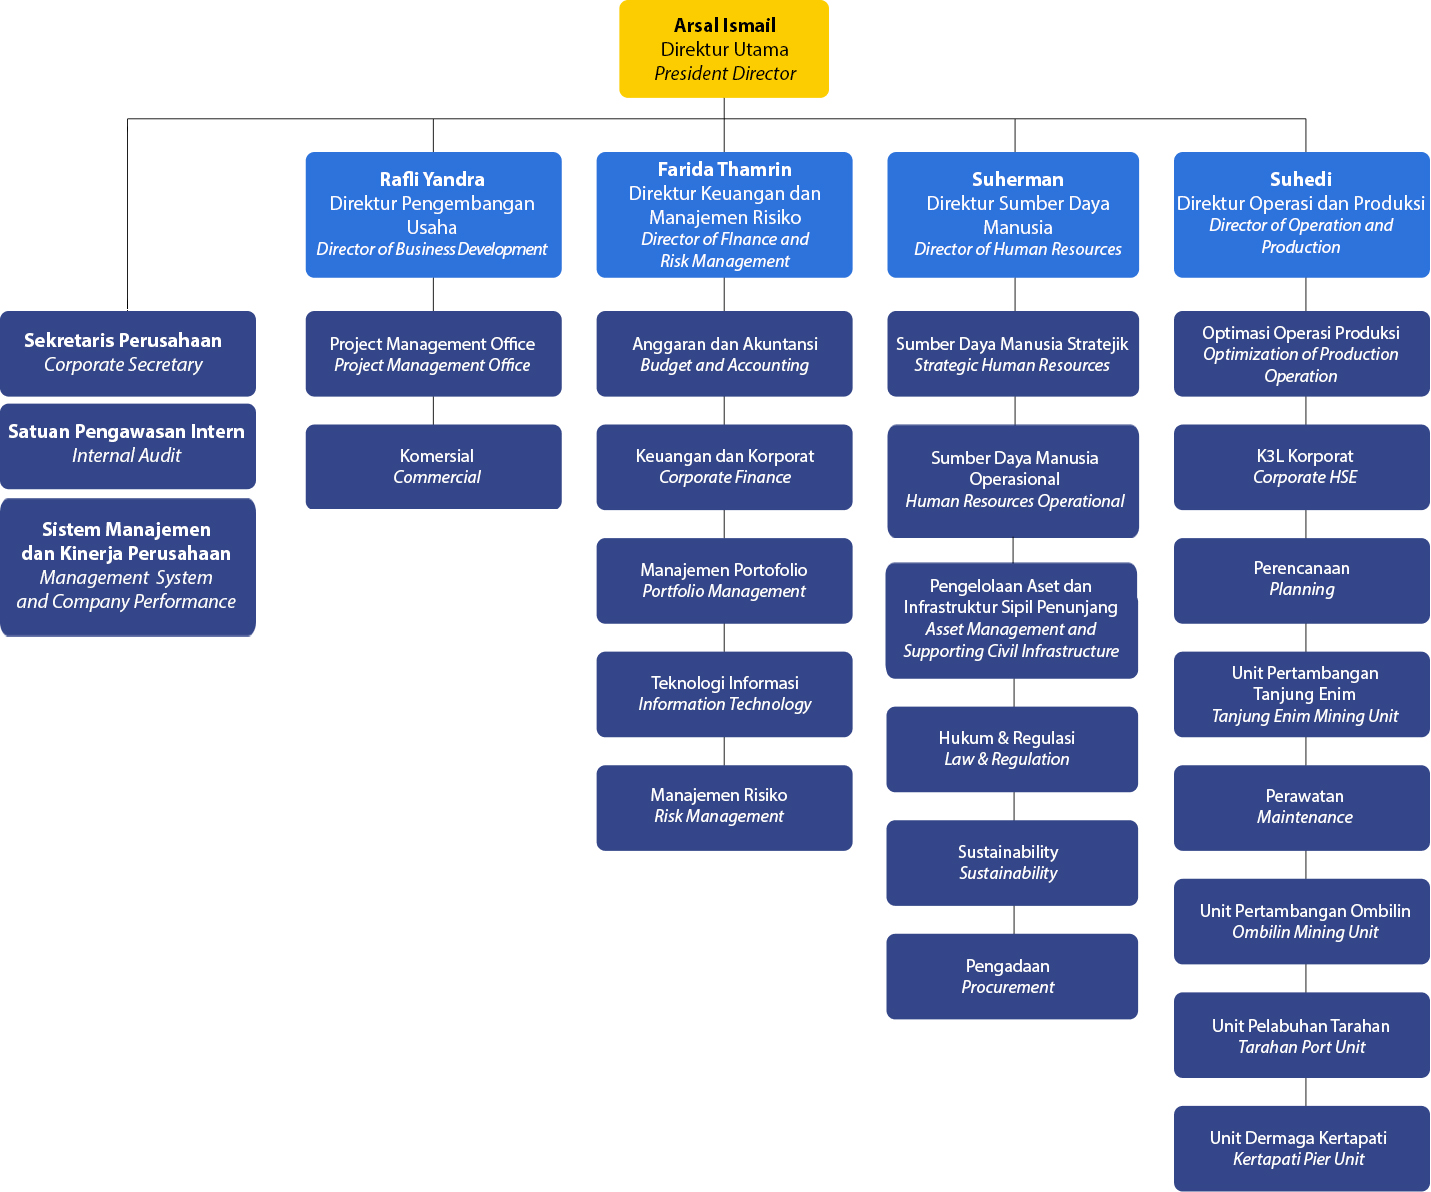 Arsal Ismail
Direktur Utama
President Director
Rafli Yandra
Direktur Pengembangan
Usaha
Director of Business Development
Farida Thamrin
Direktur Keuangan dan
Manajemen Risiko
Director of FInance and
Risk Management
Suherman
Direktur Sumber Daya
Manusia
Director of Human Resources
Suhedi
Direktur Operasi dan Produksi
Director of Operation and
Production
Sekretaris Perusahaan
Corporate Secretary
Satuan Pengawasan Intern
Internal Audit
Sistem Manajemen
dan Kinerja Perusahaan
Management System
and Company Performance
Project Management Office
Project Management Office
Komersial
Commercial
Anggaran dan Akuntansi
Budget and Accounting
Keuangan dan Korporat
Corporate Finance
Manajemen Portofolio
Portfolio Management
Teknologi Informasi
Information Technology
Manajemen Risiko
Risk Management
Sumber Daya Manusia Stratejik
Strategic Human Resources
Sumber Daya Manusia
Operasional
Human Resources Operational
Pengelolaan Aset dan
Infrastruktur Sipil Penunjang
Asset Management and
Supporting Civil Infrastructure
Hukum & Regulasi
Law & Regulation
Sustainability
Sustainability
Pengadaan
Procurement
Optimasi Operasi Produksi
Optimization of Production
Operation
K3L Korporat
Corporate HSE
Perencanaan
Planning
Unit Pertambangan
Tanjung Enim
Tanjung Enim Mining Unit
Perawatan
Maintenance
Unit Pertambangan Ombilin
Ombilin Mining Unit
Unit Pelabuhan Tarahan
Tarahan Port Unit
Unit Dermaga Kertapati
Kertapati Pier Unit